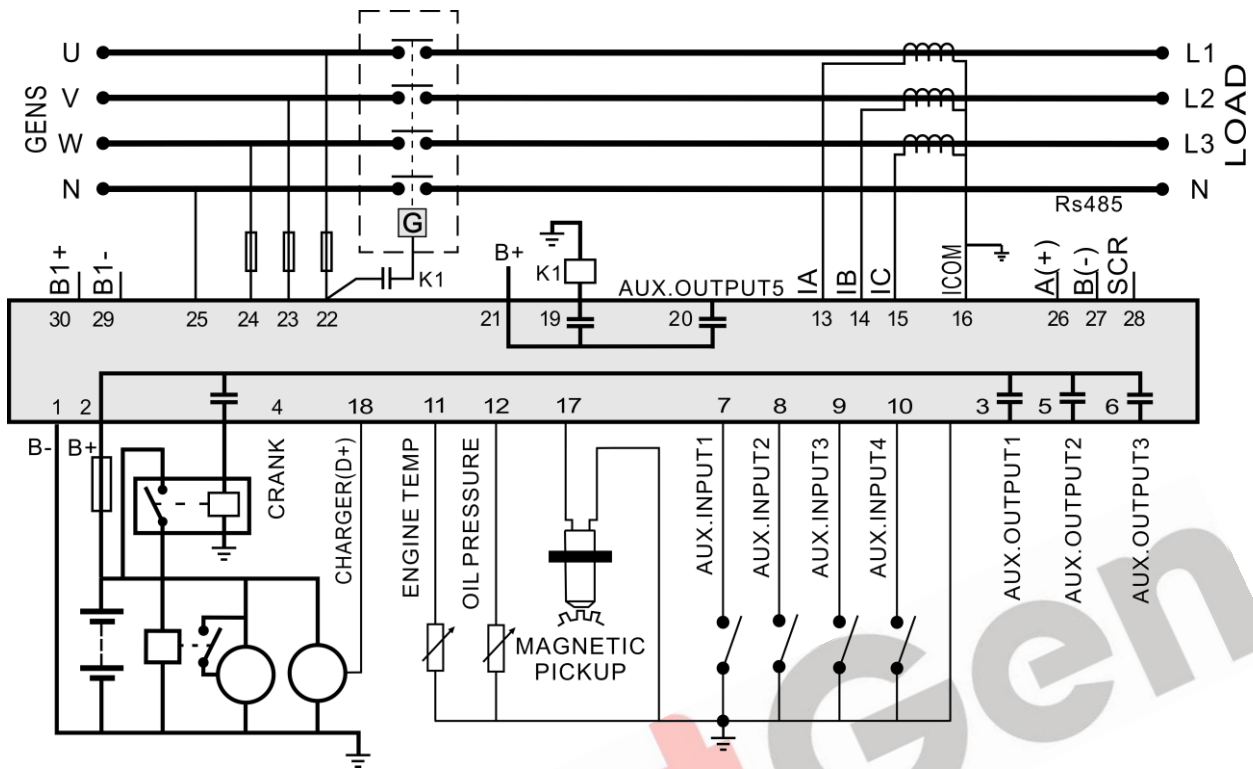 GENS
U
V
W
N
G
K1
L1
L2
L3
N
LOAD
Rs485
B1+
B1-
B+
K1
AUX.OUTPUT5
IA
IB
IC
ICOM
A(+)
B(-)
SCR
30 29 25 24 23 22 21 19 20 13 14 15 16 26 27 28
1 2 4 18 11 12 17 7 8 9 10 3 5 6
B-
B+
CRANK
CHARGER(D+)
ENGINE TEMP
OIL PRESSURE
MAGNETIC
PICKUP
AUX.INPUT1
AUX.INPUT2
AUX.INPUT3
AUX.INPUT4
AUX.OUTPUT1
AUX.OUTPUT2
AUX.OUTPUT3